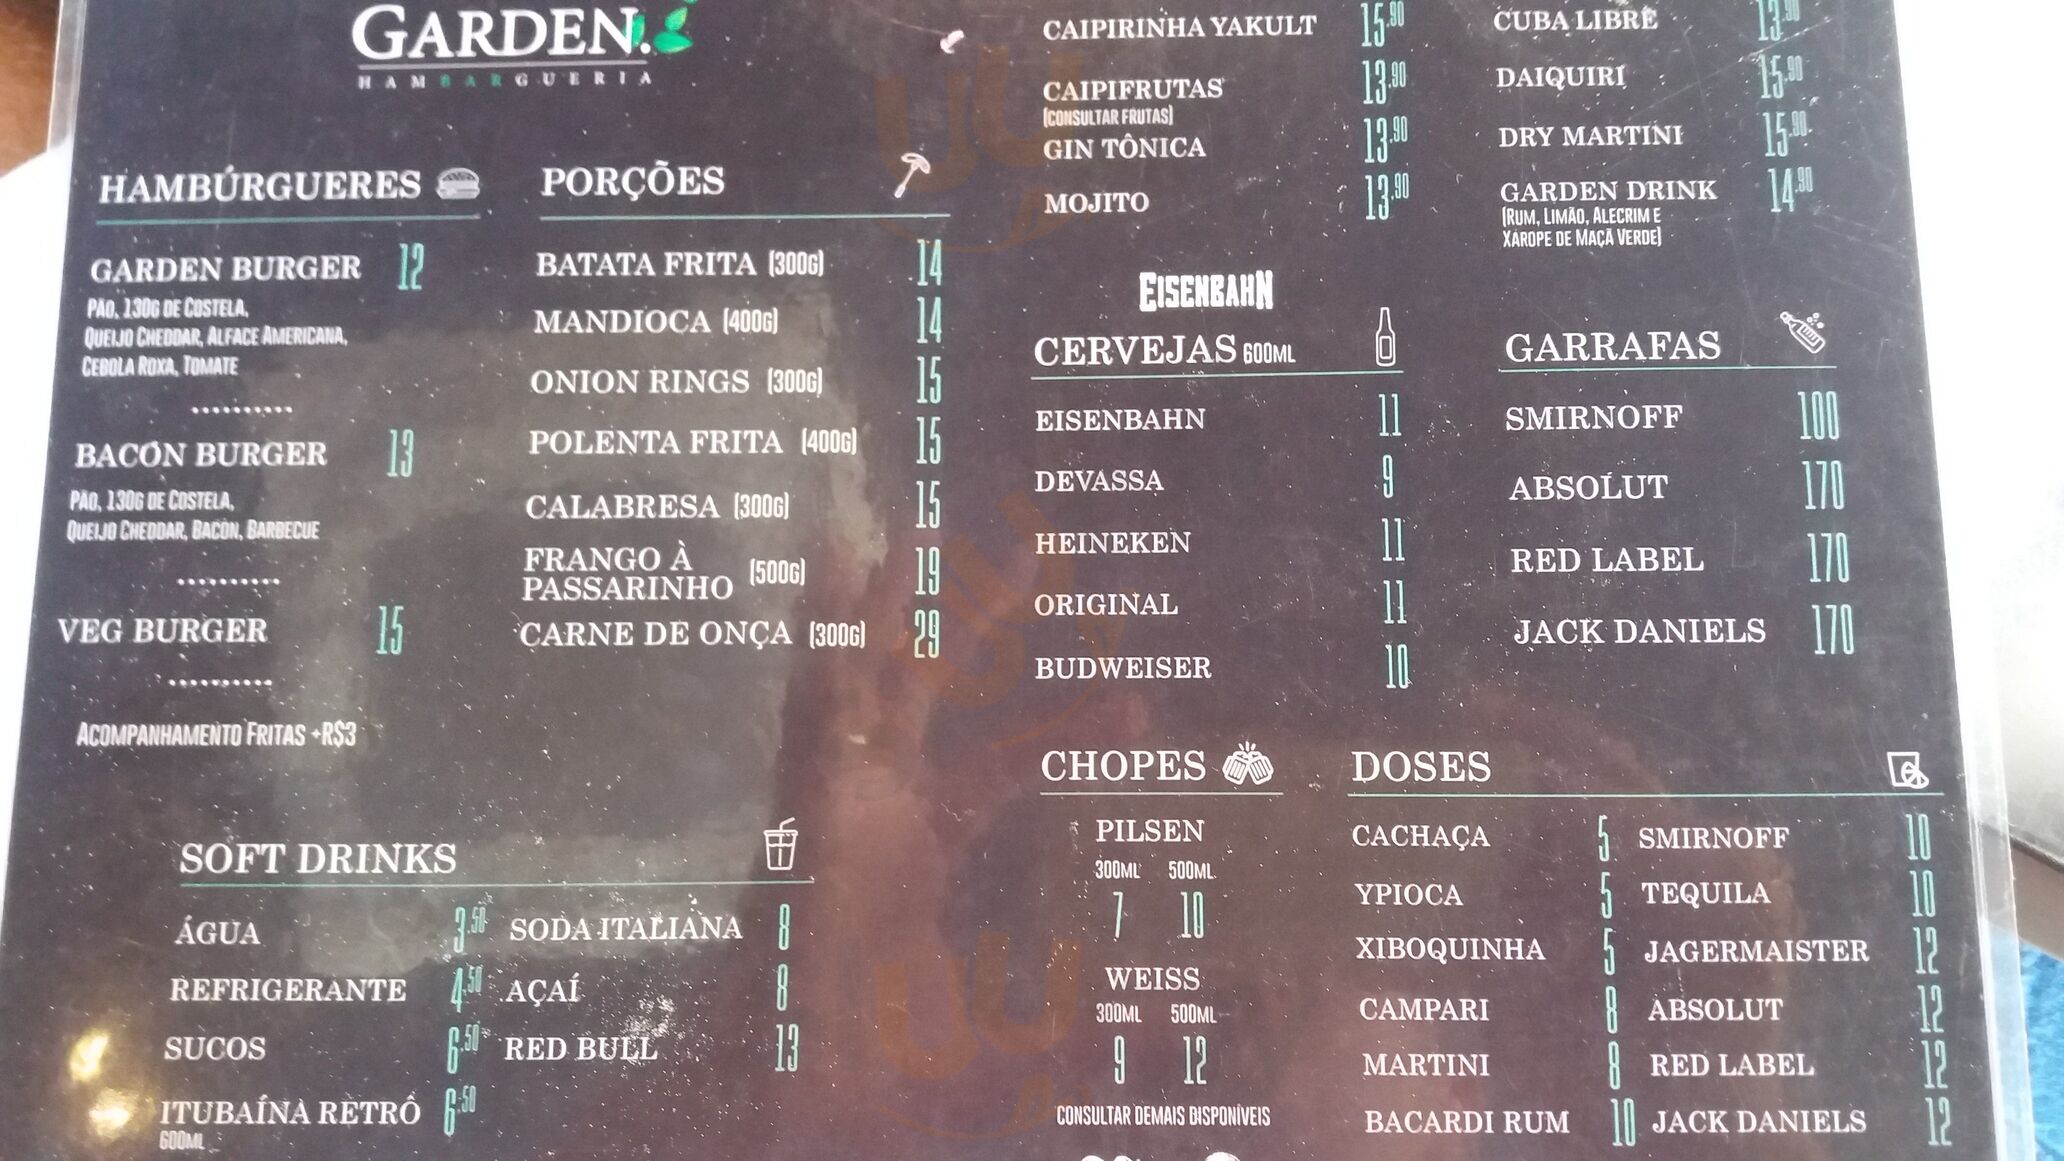 GARDEN.
HAMBARGUERIA
HAMBÚRGUERES
GARDEN BURGER 12
PÃO, 130G DE COSTELA,
QUEIJO CHEDDAR, ALFACE AMERICANA,
CEBOLA ROXA, TOMATE
BACON BURGER 13
PÃO, 130G DE COSTELA,
QUEIJO CHEDDAR, BACON, BARBECUE
VEG BURGER 15
ACOMPANHAMENTO FRITAS +R$3
PORÇÕES
BATATA FRITA (300G) 14
MANDIOCA (400G) 14
ONION RINGS (300G) 15
POLENTA FRITA (400G) 15
CALABRESA (300G) 15
FRANGO À
PASSARINHO (500G) 19
CARNE DE ONÇA (300G) 29
SOFT DRINKS
ÁGUA 3,50
REFRIGERANTE 4,50
SUCOS 6,50
ITUBAÍNA RETRÔ 6,50
600ML
SODA ITALIANA 8
AÇAÍ 8
RED BULL 13
CAIPIRINHA YAKULT 15,90
CAIPIFRUTAS 13,90
(CONSULTAR FRUTAS)
GIN TÔNICA 13,90
MOJITO 13,90
CUBA LIBRE 13,90
DAIQUIRI 15,90
DRY MARTINI 15,90
GARDEN DRINK 14,90
(RUM, LIMÃO, ALECRIM E
XAROPE DE MAÇÃ VERDE)
EISENBAHN
CERVEJAS 600ML
EISENBAHN 11
DEVASSA 9
HEINEKEN 11
ORIGINAL 11
BUDWEISER 10
GARRAFAS
SMIRNOFF 100
ABSOLUT 170
RED LABEL 170
JACK DANIELS 170
CHOPES
PILSEN
300ML 500ML
7 10
WEISS
300ML 500ML
9 12
CONSULTAR DEMAIS DISPONÍVEIS
DOSES
CACHAÇA 5
YPIOCA 5
XIBOQUINHA 5
CAMPARI 8
MARTINI 8
BACARDI RUM 10
SMIRNOFF 10
TEQUILA 10
JAGERMAISTER 12
ABSOLUT 12
RED LABEL 12
JACK DANIELS 12